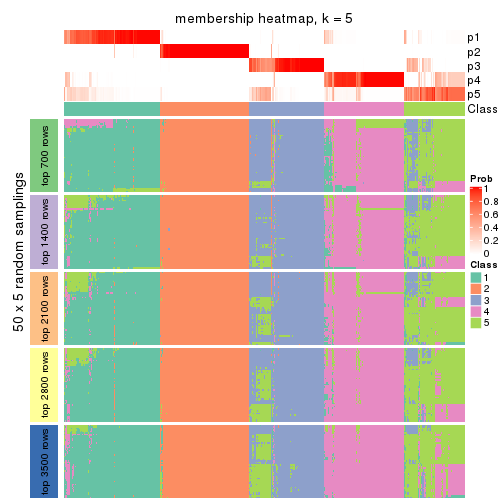 membership heatmap, k = 5
p1
p2
p3
p4
p5
Class
50 x 5 random samplings
top 700 rows
top 1400 rows
top 2100 rows
top 2800 rows
top 3500 rows
Prob
1
0.8
0.6
0.4
0.2
0
Class
1
2
3
4
5